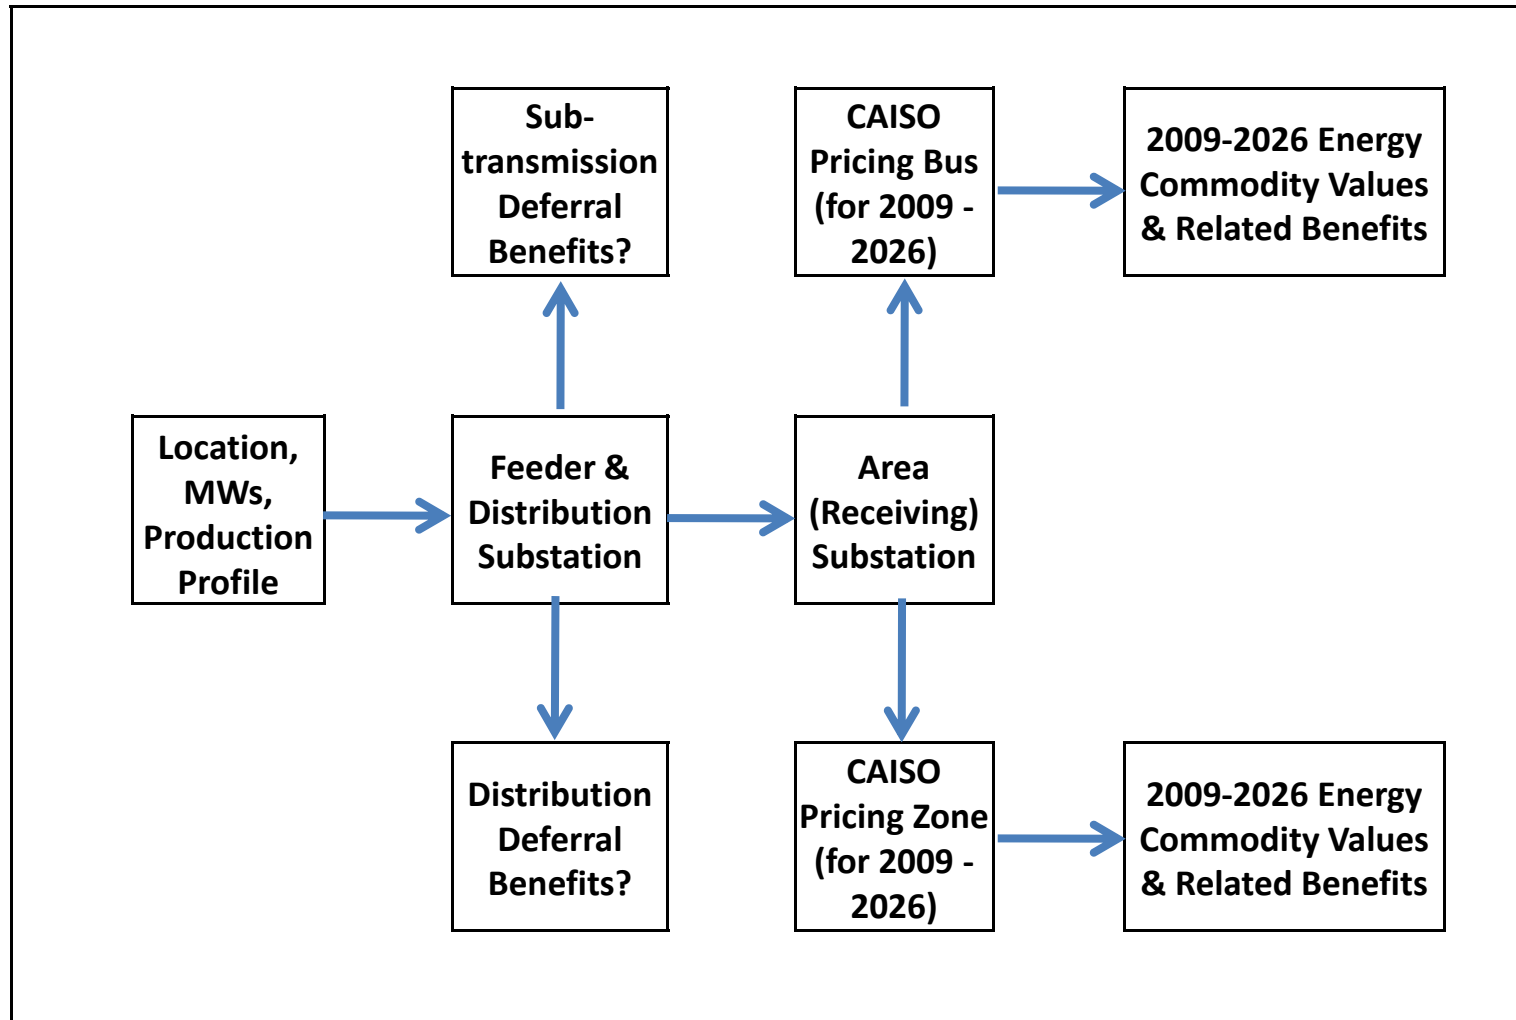 Sub-
transmission
Deferral
Benefits?
CAISO
Pricing Bus
(for 2009 -
2026)
2009-2026 Energy
Commodity Values
& Related Benefits
Location,
MWs,
Production
Profile
Feeder &
Distribution
Substation
Area
(Receiving)
Substation
Distribution
Deferral
Benefits?
CAISO
Pricing Zone
(for 2009 -
2026)
2009-2026 Energy
Commodity Values
& Related Benefits